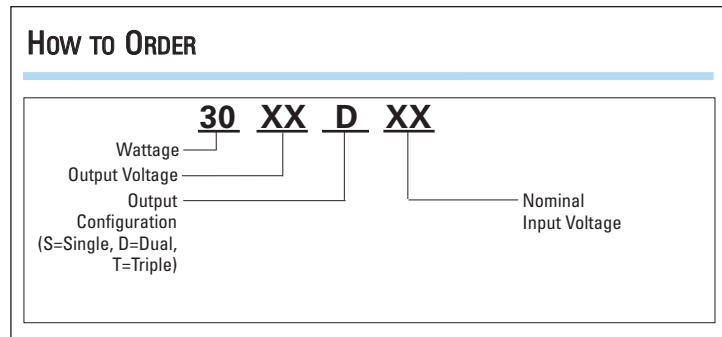 HOW TO ORDER
30 XX D XX
Wattage
Output Voltage
Output
Configuration
(S=Single, D=Dual,
T=Triple)
Nominal
Input Voltage